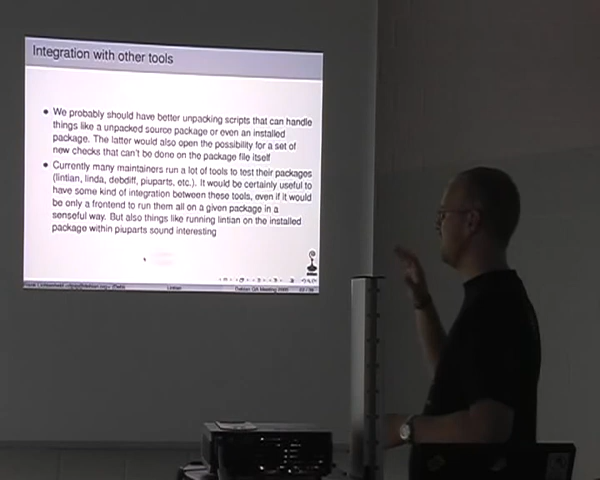 Integration with other tools
We probably should have better unpacking scripts that can handle
things like a unpacked source package or even an installed
package. The latter would also open the possibility for a set of
new checks that can't be done on the package file itself
Currently many maintainers run a lot of tools to test their packages
(lintian, linda, debdiff, piuparts, etc.). It would be certainly useful to
have some kind of integration between these tools, even if it would
be only a frontend to run them all on a given package in a
senseful way. But also things like running lintian on the installed
package within piuparts sound interesting
Lintian
Debian QA Meeting 2005